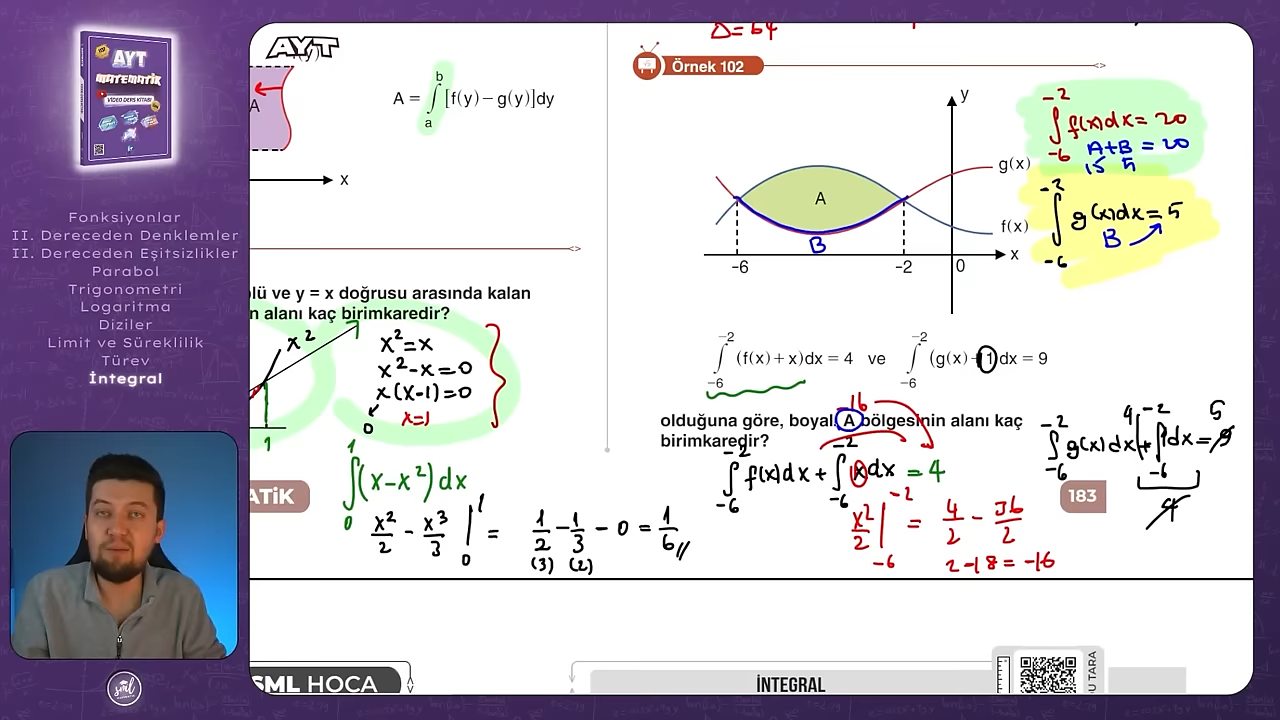 AYT
MATEMATİK
VİDEO DERS KİTABI
Fonksiyonlar
II. Dereceden Denklemler
II. Dereceden Eşitsizlikler
Parabol
Trigonometri
Logaritma
Diziler
Limit ve Süreklilik
Türev
İntegral
sml
AYT
A
A = ∫ₐᵇ [f(y) – g(y)]dy
x
lü ve y = x doğrusu arasında kalan
n alanı kaç birimkaredir?
x²
1
x² = x
x² - x = 0
x(x-1) = 0
0 x=1
∫₀¹ (x - x²) dx
x²/2 - x³/3 |₀¹ = 1/2 - 1/3 - 0 = 1/6 //
(3) (2)
ATİK
SML HOCA
Δ = 64
Örnek 102
y
g(x)
A
f(x)
B
x
-6
-2
0
∫₋₆⁻² f(x)dx = 20
A+B = 20
15 5
∫₋₆⁻² g(x)dx = 5
B
∫₋₆⁻² (f(x) + x)dx = 4 ve ∫₋₆⁻² (g(x) + 1)dx = 9
olduğuna göre, boyalı A bölgesinin alanı kaç
birimkaredir?
-16
∫₋₆⁻² f(x)dx + ∫₋₆⁻² x dx = 4
x²/2 |₋₆⁻² = 4/2 - 36/2
2-18 = -16
∫₋₆⁻² g(x)dx + ∫₋₆⁻² 1 dx = 9
5
4
183
İNTEGRAL
U TARA